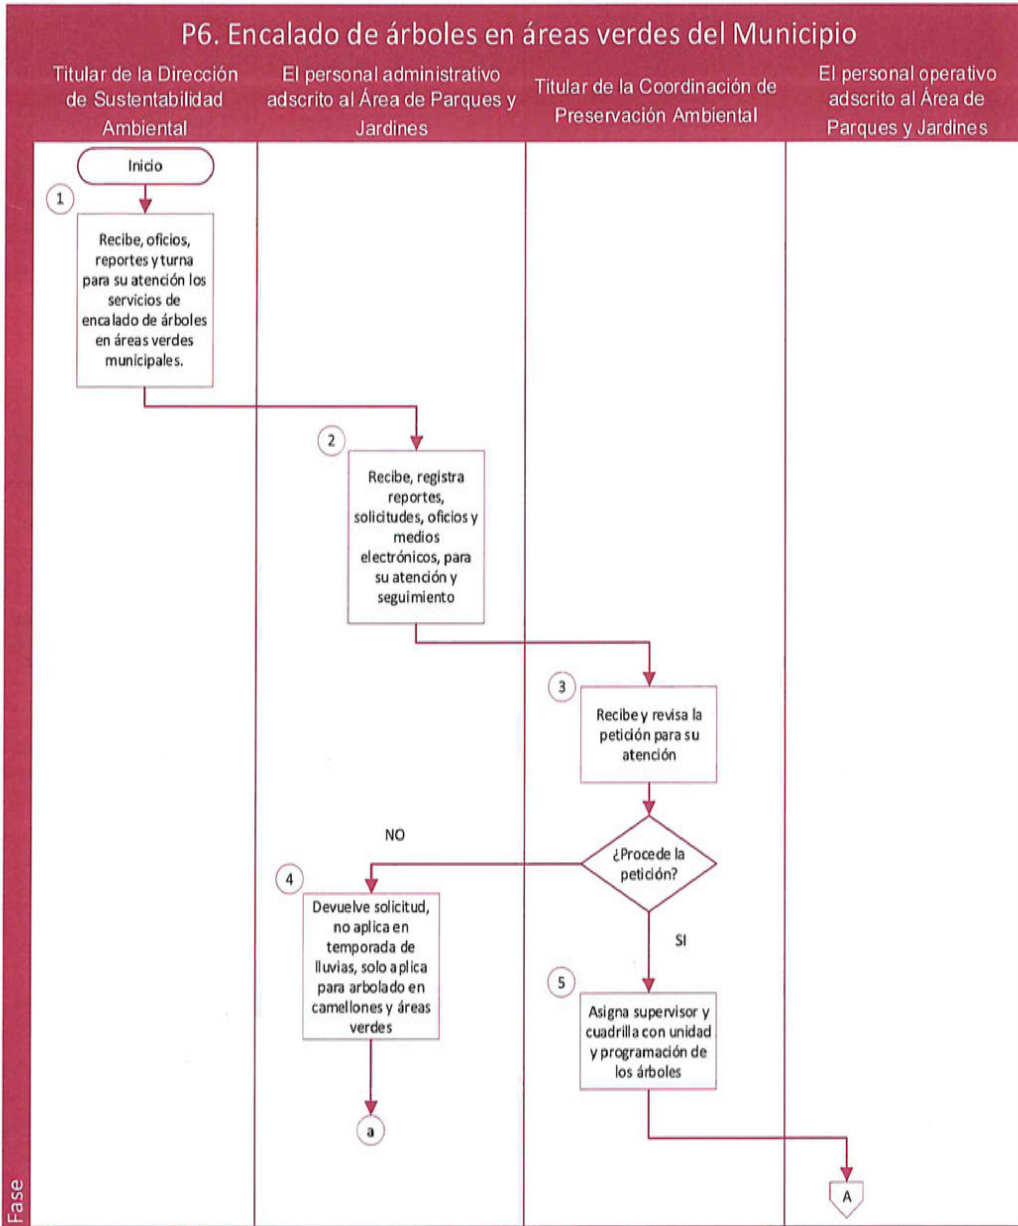 P6. Encalado de árboles en áreas verdes del Municipio
Titular de la Dirección
de Sustentabilidad
Ambiental
El personal administrativo
adscrito al Área de Parques y
Jardines
Titular de la Coordinación de
Preservación Ambiental
El personal operativo
adscrito al Área de
Parques y Jardines
Inicio
1
Recibe, oficios,
reportes y turna
para su atención los
servicios de
encalado de árboles
en áreas verdes
municipales.
2
Recibe, registra
reportes,
solicitudes, oficios y
medios
electrónicos, para
su atención y
seguimiento
3
Recibe y revisa la
petición para su
atención
¿Procede la
petición?
NO
4
Devuelve solicitud,
no aplica en
temporada de
lluvias, solo aplica
para arbolado en
camellones y áreas
verdes
a
SI
5
Asigna supervisor y
cuadrilla con unidad
y programación de
los árboles
A
Fase